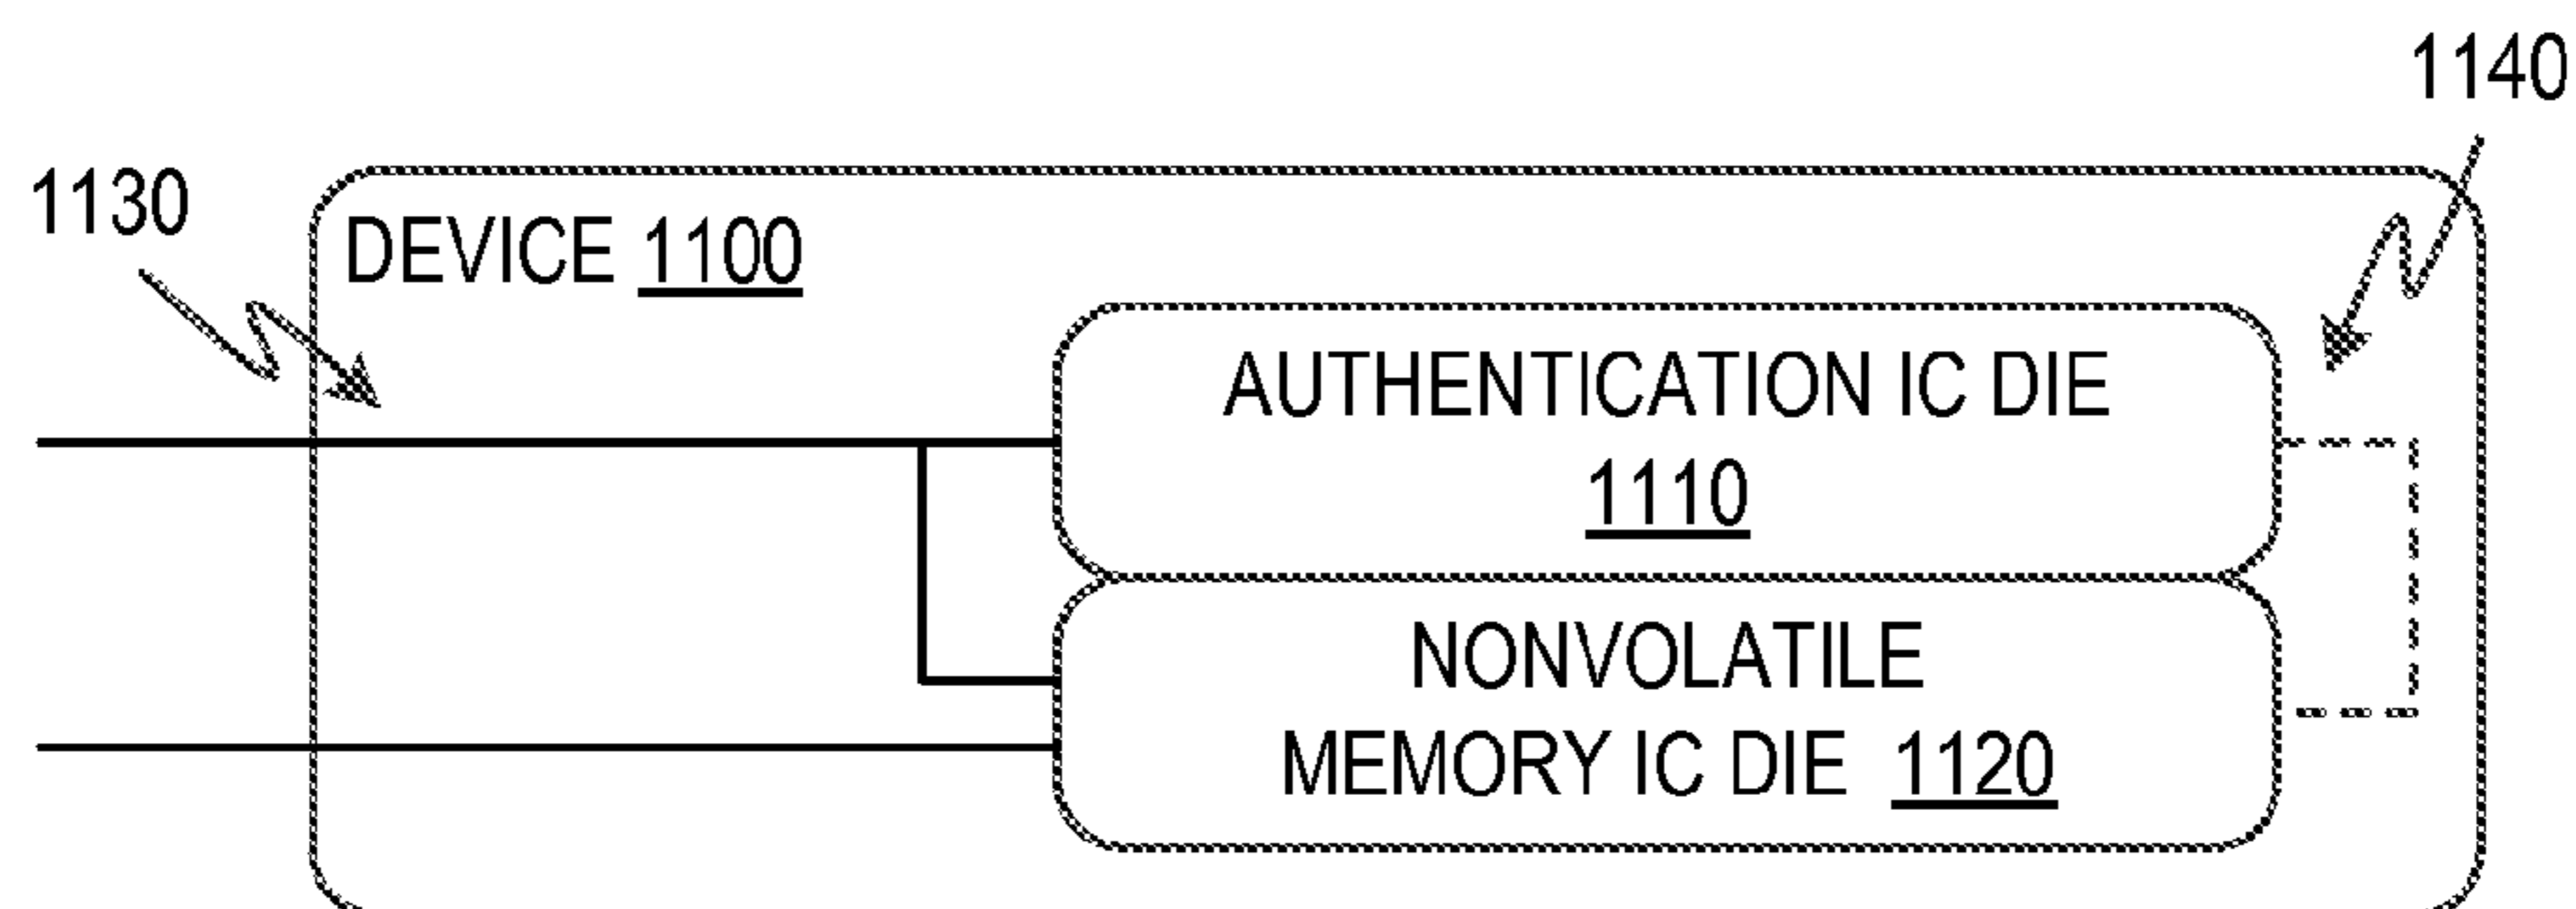 1140
1130
DEVICE 1100
AUTHENTICATION IC DIE
1110
NONVOLATILE
MEMORY IC DIE 1120